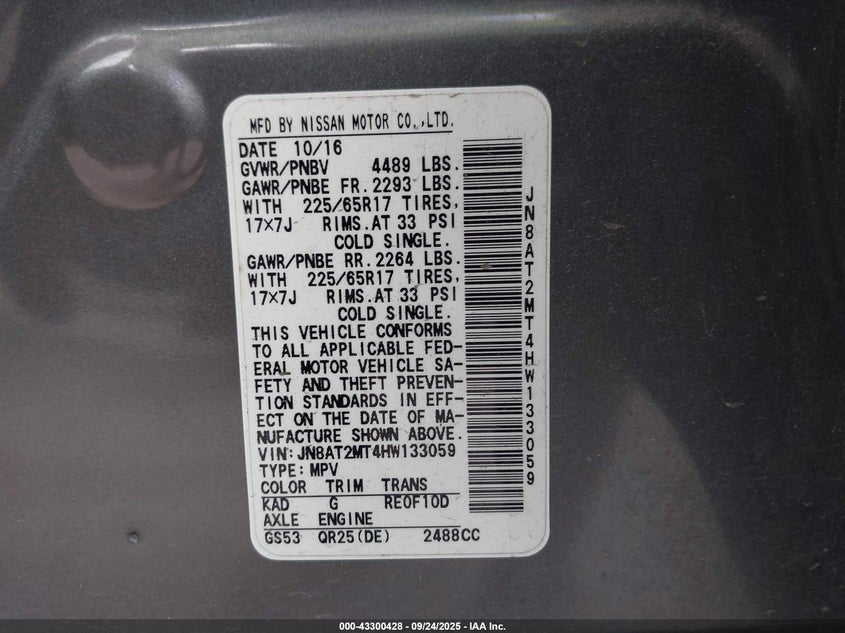 MFD BY NISSAN MOTOR CO.,LTD.
DATE 10/16
GVWR/PNBV 4489 LBS.
GAWR/PNBE FR.2293 LBS.
WITH 225/65R17 TIRES,
17×7J RIMS.AT 33 PSI
COLD SINGLE.
GAWR/PNBE RR.2264 LBS.
WITH 225/65R17 TIRES,
17×7J RIMS.AT 33 PSI
COLD SINGLE.
THIS VEHICLE CONFORMS
TO ALL APPLICABLE FED-
ERAL MOTOR VEHICLE SA-
FETY AND THEFT PREVEN-
TION STANDARDS IN EFF-
ECT ON THE DATE OF MA-
NUFACTURE SHOWN ABOVE.
VIN:JN8AT2MT4HW133059
TYPE:MPV
COLOR TRIM TRANS
KAD G RE0F10D
AXLE ENGINE
GS53 QR25(DE) 2488CC
JN8AT2MT4HW133059
000-43300428 - 09/24/2025 - IAA Inc.